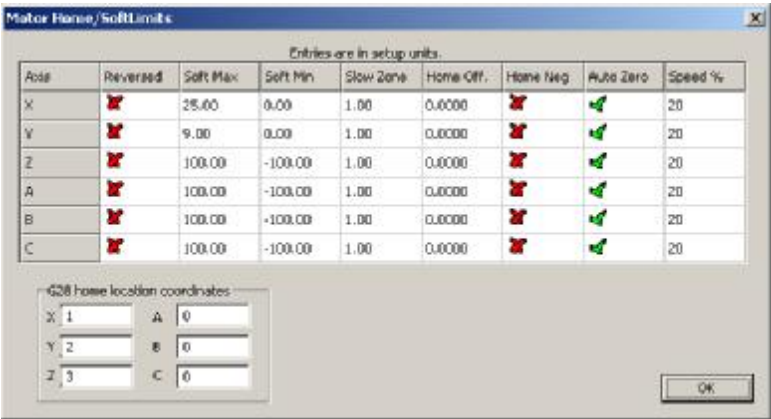 Motor Home/SoftLimits
Entries are in setup units.
Axis Reversed Soft Max Soft Min Slow Zone Home Off. Home Neg Auto Zero Speed %
X 25.00 0.00 1.00 0.0000 20
Y 9.00 0.00 1.00 0.0000 20
Z 100.00 -100.00 1.00 0.0000 20
A 100.00 -100.00 1.00 0.0000 20
B 100.00 -100.00 1.00 0.0000 20
C 100.00 -100.00 1.00 0.0000 20
G28 home location coordinates
X 1 A 0
Y 2 B 0
Z 3 C 0
OK